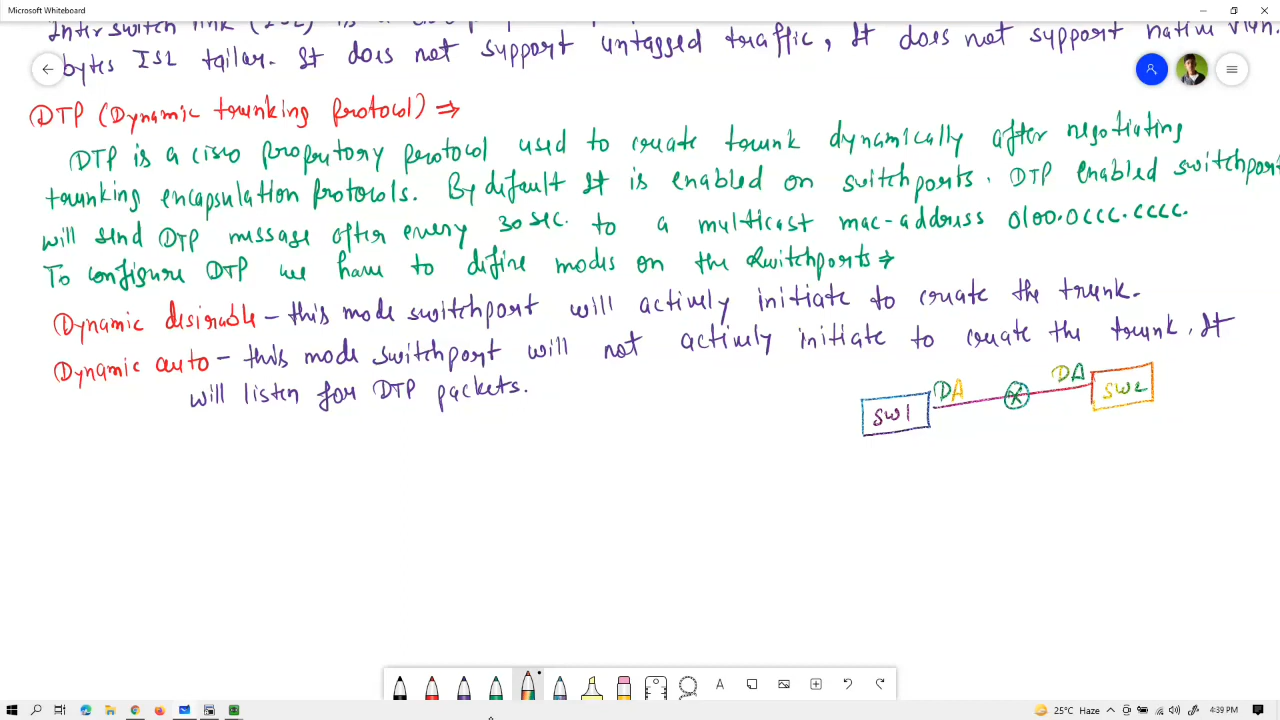 Microsoft Whiteboard
Inter switch link (ISL) is a
bytes ISL tailar. It does not support untagged traffic, It does not support native vlan.
DTP (Dynamic trunking Protocol) ⇒
DTP is a cisco propritory protocol used to create trunk dynamically after negotiating
trunking encapsulation protocols. By default It is enabled on switchports. DTP enabled switchport
will send DTP message after every 30 sec. to a multicast mac-address 0100.0ccc.cccc.
To configure DTP we have to define modes on the switchports ⇒
Dynamic desirable - this mode switchport will actively initiate to create the trunk.
Dynamic auto - this mode switchport will not actively initiate to create the trunk, It
will listen for DTP packets.
SW1 DA X DA SW2
A
25°C Haze 4:39 PM